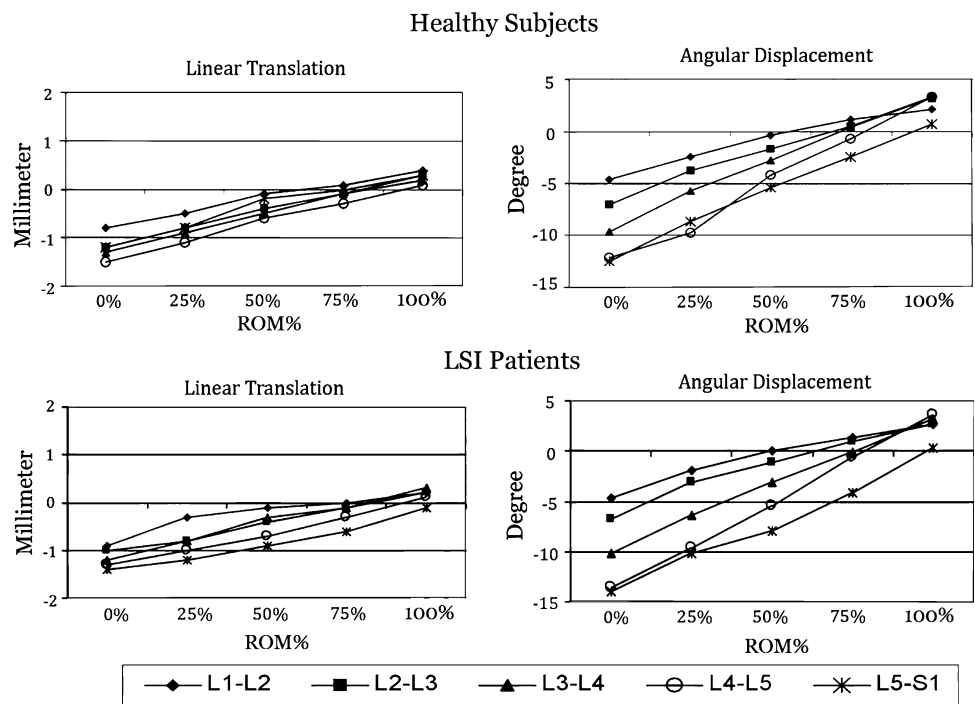 Healthy Subjects
Linear Translation
2
1
0
-1
-2
Millimeter
0% 25% 50% 75% 100%
ROM%
Angular Displacement
5
0
-5
-10
-15
Degree
0% 25% 50% 75% 100%
ROM%
LSI Patients
Linear Translation
2
1
0
-1
-2
Millimeter
0% 25% 50% 75% 100%
ROM%
Angular Displacement
5
0
-5
-10
-15
Degree
0% 25% 50% 75% 100%
ROM%
L1-L2 L2-L3 L3-L4 L4-L5 L5-S1